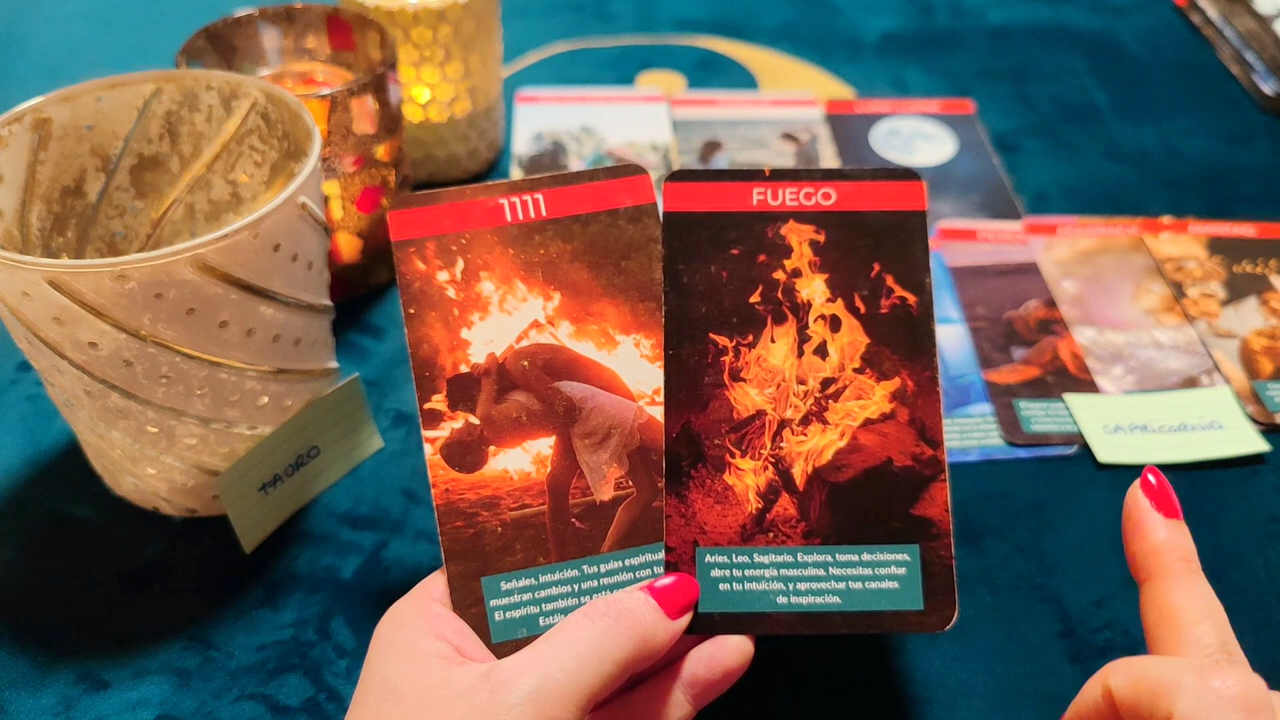 1111
FUEGO
Señales, intuición. Tus guías espiritual
muestran cambios y una reunión con tu
El espíritu también se está
Estáis
Aries, Leo, Sagitario. Explora, toma decisiones,
abre tu energía masculina. Necesitas confiar
en tu intuición, y aprovechar tus canales
de inspiración.
TAURO
CAPRICORNIO